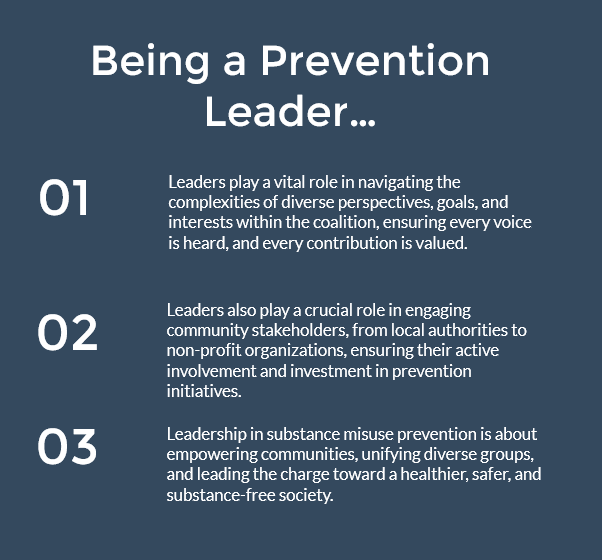 Being a Prevention
Leader...
01
Leaders play a vital role in navigating the
complexities of diverse perspectives, goals, and
interests within the coalition, ensuring every voice
is heard, and every contribution is valued.
02
Leaders also play a crucial role in engaging
community stakeholders, from local authorities to
non-profit organizations, ensuring their active
involvement and investment in prevention
initiatives.
03
Leadership in substance misuse prevention is about
empowering communities, unifying diverse groups,
and leading the charge toward a healthier, safer, and
substance-free society.